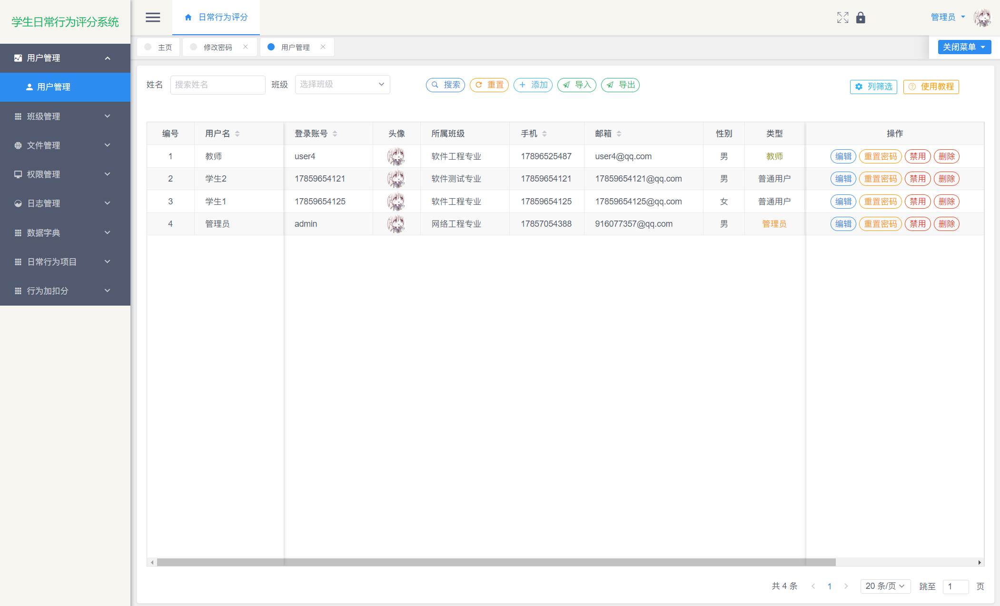 学生日常行为评分系统
日常行为评分
管理员
主页
修改密码
用户管理
关闭菜单
用户管理
用户管理
班级管理
文件管理
权限管理
日志管理
数据字典
日常行为项目
行为加扣分
姓名 搜索姓名 班级 选择班级 搜索 重置 添加 导入 导出 列筛选 使用教程
编号 用户名 登录账号 头像 所属班级 手机 邮箱 性别 类型 操作
1 教师 user4 软件工程专业 17896525487 user4@qq.com 男 教师 编辑 重置密码 禁用 删除
2 学生2 17859654121 软件测试专业 17859654121 17859654121@qq.com 男 普通用户 编辑 重置密码 禁用 删除
3 学生1 17859654125 软件工程专业 17859654125 17859654125@qq.com 女 普通用户 编辑 重置密码 禁用 删除
4 管理员 admin 网络工程专业 17857054388 916077357@qq.com 男 管理员 编辑 重置密码 禁用 删除
共 4 条 1 20 条/页 跳至 1 页